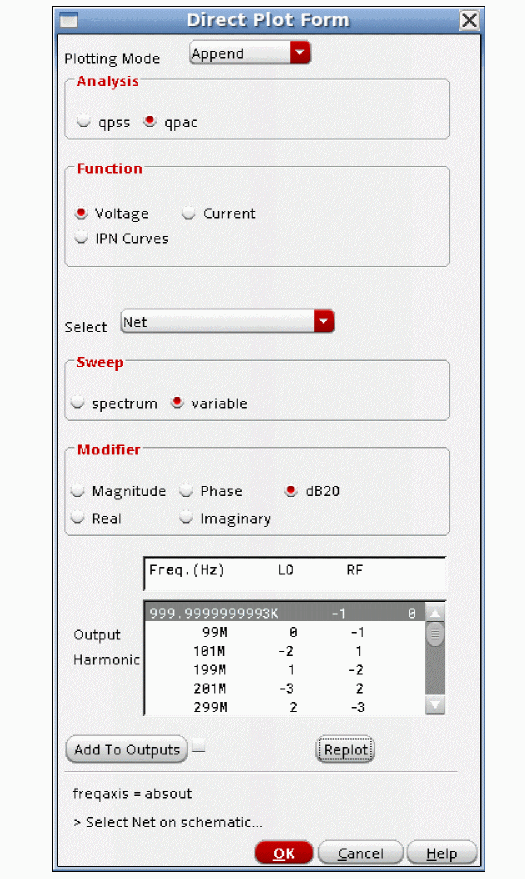 Direct Plot Form
Plotting Mode Append
Analysis
qpss qpac
Function
Voltage Current
IPN Curves
Select Net
Sweep
spectrum variable
Modifier
Magnitude Phase dB20
Real Imaginary
Freq.(Hz) LO RF
Output
Harmonic
999.9999999993K -1 0
99M 0 -1
101M -2 1
199M 1 -2
201M -3 2
299M 2 -3
Add To Outputs Replot
freqaxis = absout
> Select Net on schematic...
OK Cancel Help